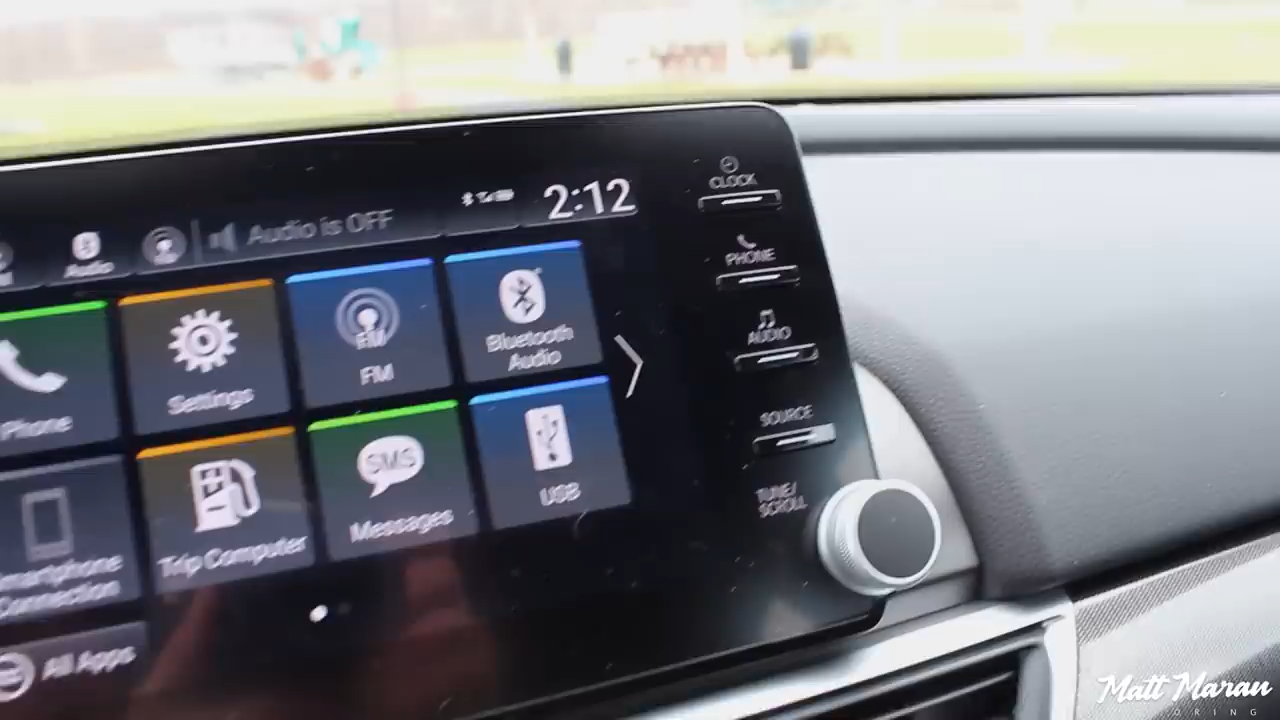 Audio
Audio is OFF
2:12
CLOCK
PHONE
AUDIO
SOURCE
TUNE/
SCROLL
Phone
Settings
FM
FM
Bluetooth
Audio
Connection
Trip Computer
SMS
Messages
USB
All Apps
Matt Maran